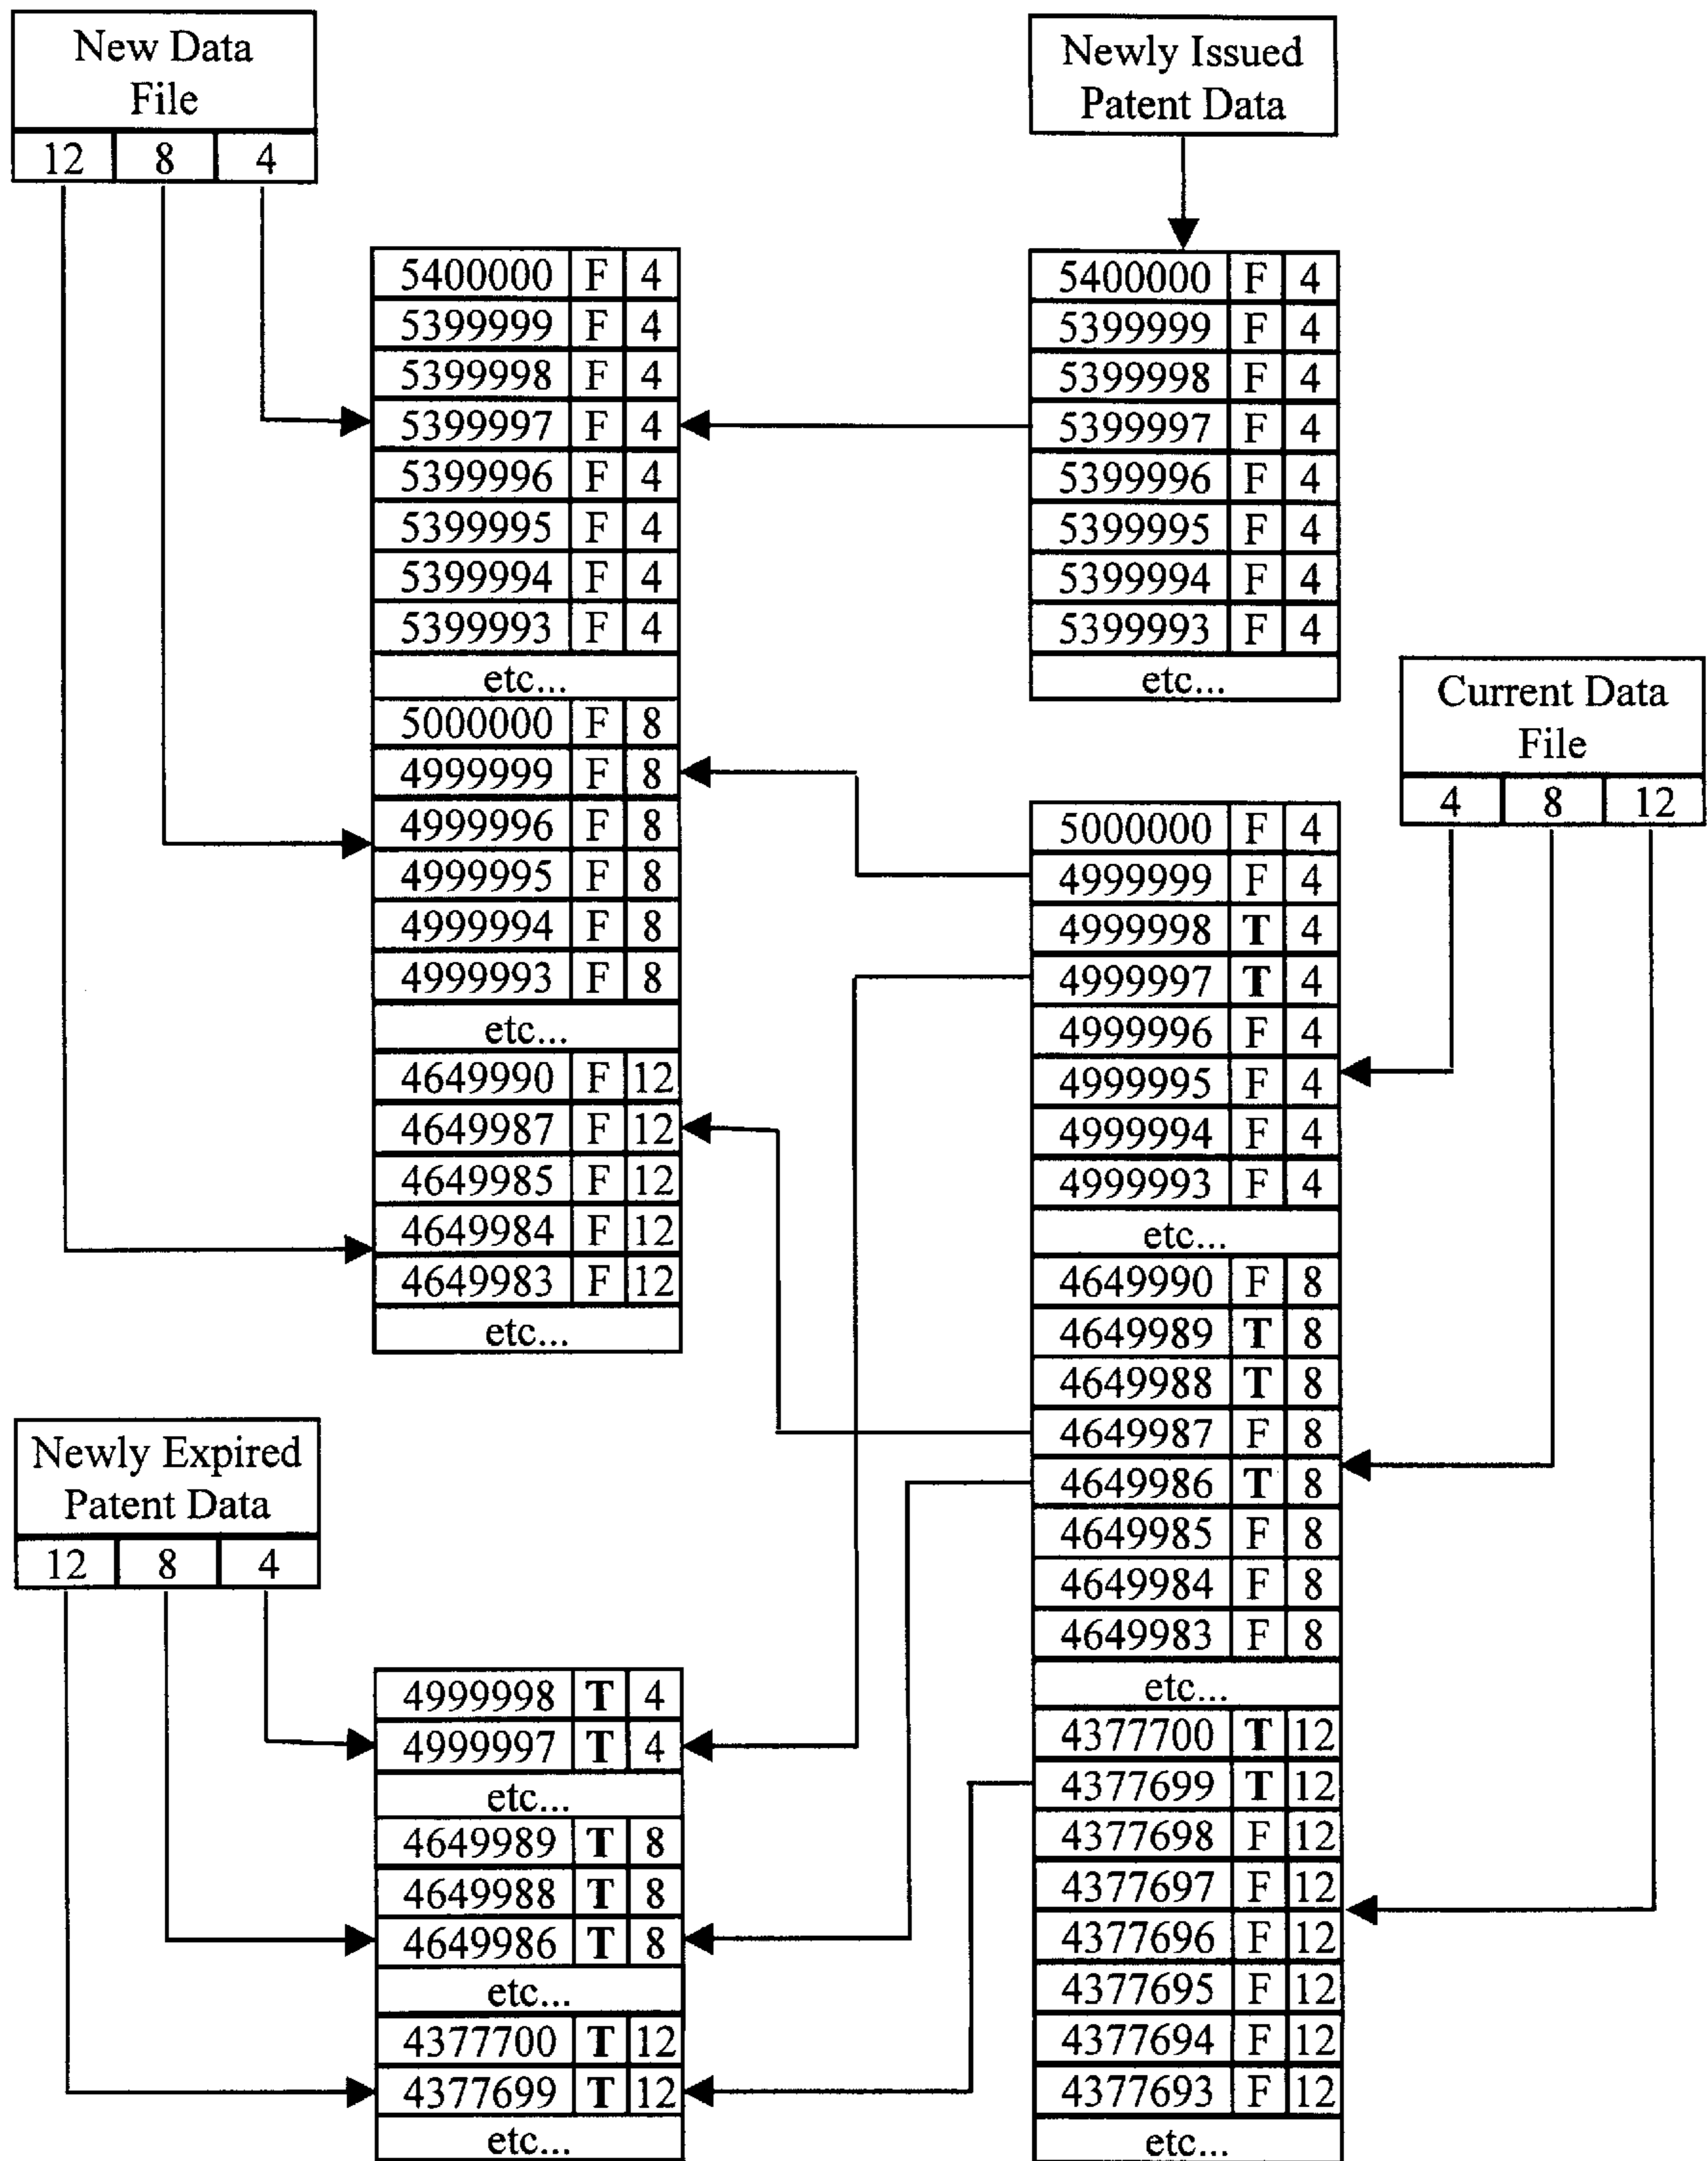 New Data
File
12 8 4
5400000 F 4
5399999 F 4
5399998 F 4
5399997 F 4
5399996 F 4
5399995 F 4
5399994 F 4
5399993 F 4
etc...
5000000 F 8
4999999 F 8
4999996 F 8
4999995 F 8
4999994 F 8
4999993 F 8
etc...
4649990 F 12
4649987 F 12
4649985 F 12
4649984 F 12
4649983 F 12
etc...
Newly Expired
Patent Data
12 8 4
4999998 T 4
4999997 T 4
etc...
4649989 T 8
4649988 T 8
4649986 T 8
etc...
4377700 T 12
4377699 T 12
etc...
Newly Issued
Patent Data
5400000 F 4
5399999 F 4
5399998 F 4
5399997 F 4
5399996 F 4
5399995 F 4
5399994 F 4
5399993 F 4
etc...
Current Data
File
4 8 12
5000000 F 4
4999999 F 4
4999998 T 4
4999997 T 4
4999996 F 4
4999995 F 4
4999994 F 4
4999993 F 4
etc...
4649990 F 8
4649989 T 8
4649988 T 8
4649987 F 8
4649986 T 8
4649985 F 8
4649984 F 8
4649983 F 8
etc...
4377700 T 12
4377699 T 12
4377698 F 12
4377697 F 12
4377696 F 12
4377695 F 12
4377694 F 12
4377693 F 12
etc...